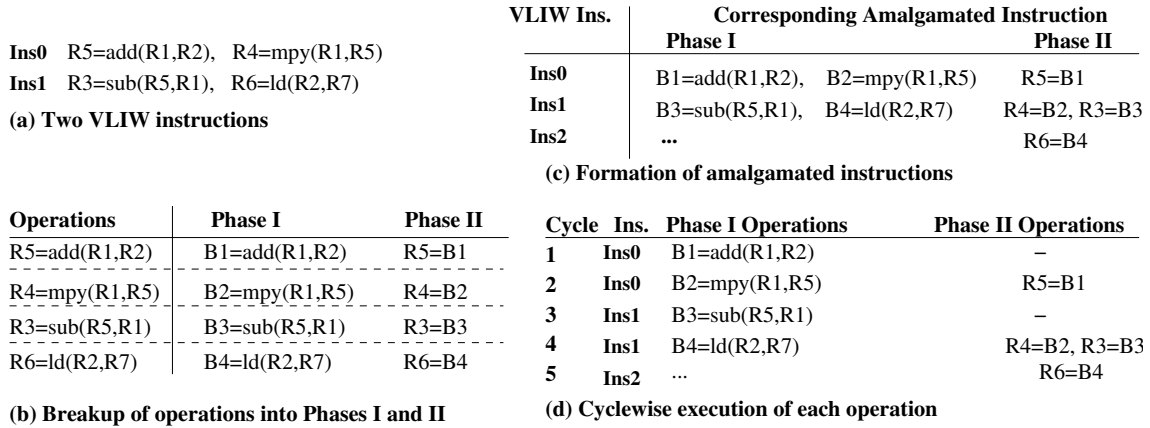 Ins0 R5=add(R1,R2), R4=mpy(R1,R5)
Ins1 R3=sub(R5,R1), R6=ld(R2,R7)
(a) Two VLIW instructions
Operations Phase I Phase II
R5=add(R1,R2) B1=add(R1,R2) R5=B1
R4=mpy(R1,R5) B2=mpy(R1,R5) R4=B2
R3=sub(R5,R1) B3=sub(R5,R1) R3=B3
R6=ld(R2,R7) B4=ld(R2,R7) R6=B4
(b) Breakup of operations into Phases I and II
VLIW Ins. Corresponding Amalgamated Instruction
Phase I Phase II
Ins0 B1=add(R1,R2), B2=mpy(R1,R5) R5=B1
Ins1 B3=sub(R5,R1), B4=ld(R2,R7) R4=B2, R3=B3
Ins2 ... R6=B4
(c) Formation of amalgamated instructions
Cycle Ins. Phase I Operations Phase II Operations
1 Ins0 B1=add(R1,R2) –
2 Ins0 B2=mpy(R1,R5) R5=B1
3 Ins1 B3=sub(R5,R1) –
4 Ins1 B4=ld(R2,R7) R4=B2, R3=B3
5 Ins2 ... R6=B4
(d) Cyclewise execution of each operation